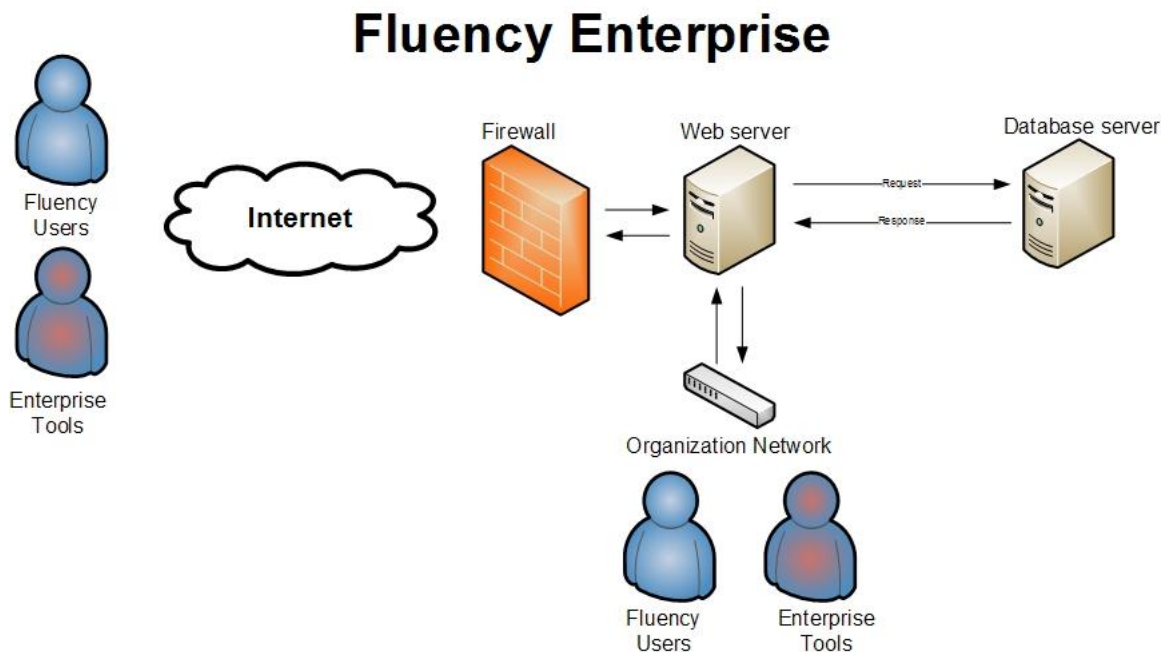 Fluency Enterprise
Firewall
Web server
Database server
Fluency
Users
Internet
Request
Response
Enterprise
Tools
Organization Network
Fluency
Users
Enterprise
Tools